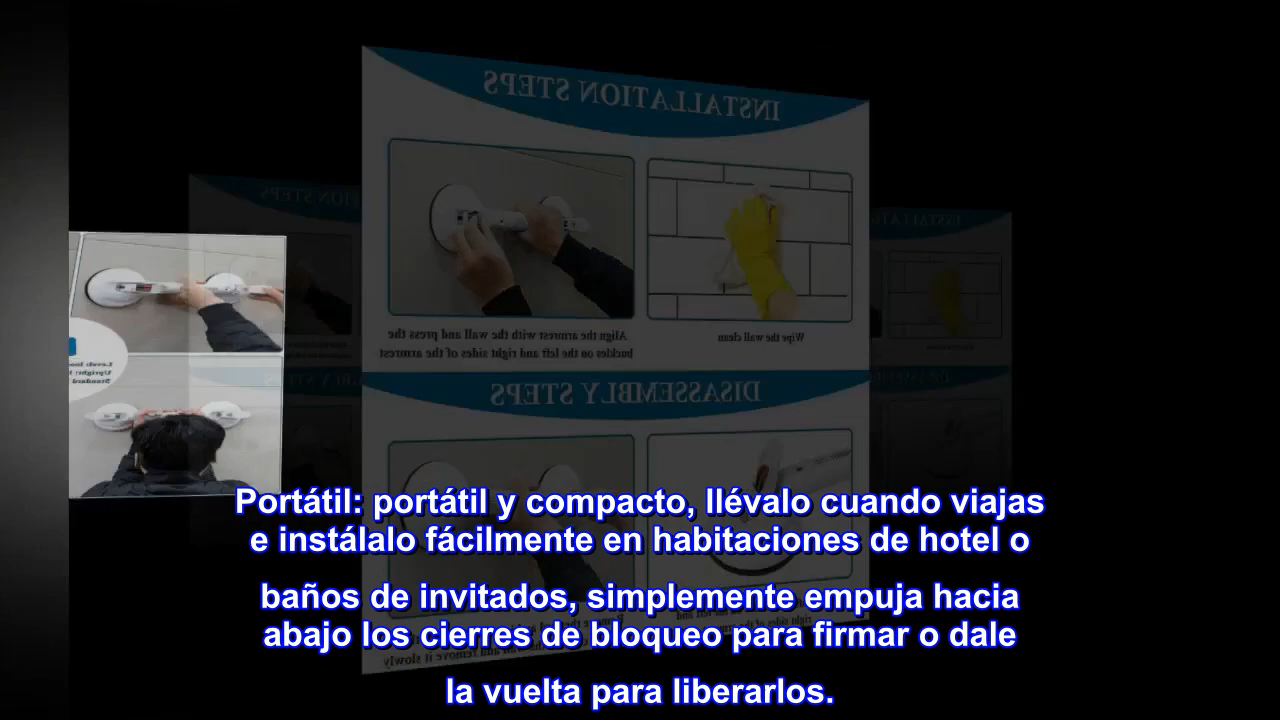 INSTALLATION STEPS
Align the armrest with the wall and press the
buckles on the left and right sides of the armrest
Wipe the wall clean
DISASSEMBLY STEPS
Portátil: portátil y compacto, llévalo cuando viajas
e instálalo fácilmente en habitaciones de hotel o
baños de invitados, simplemente empuja hacia
abajo los cierres de bloqueo para firmar o dale
la vuelta para liberarlos.